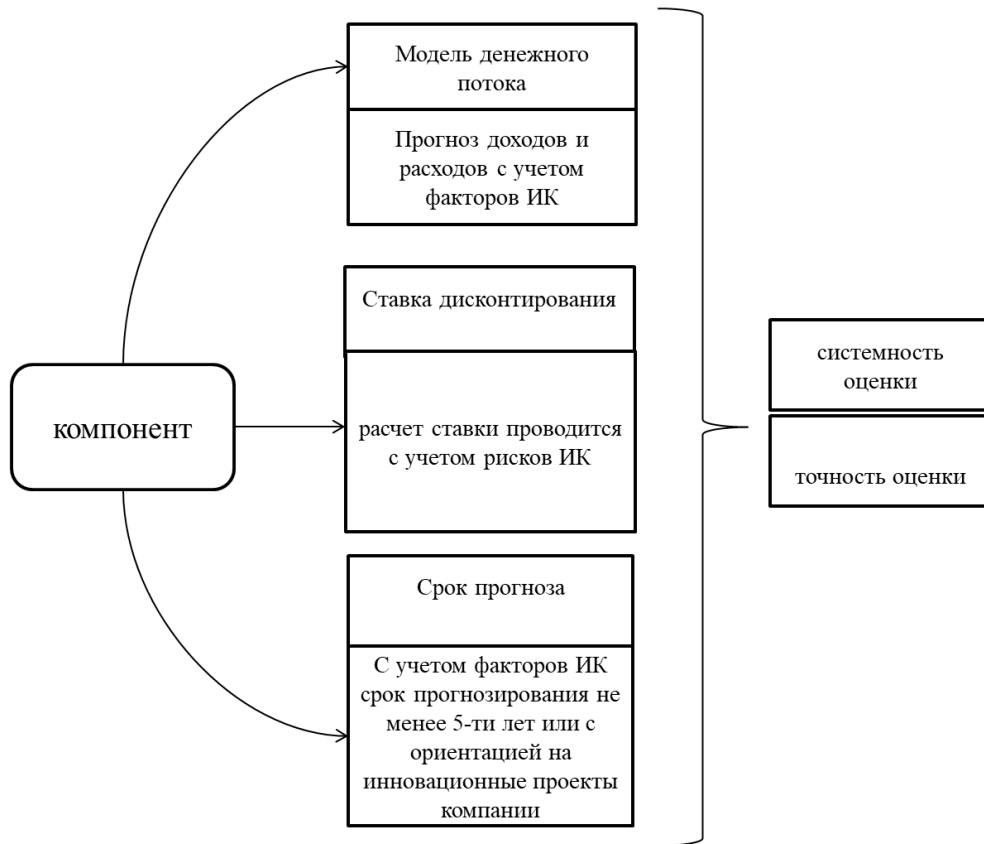 Модель денежного
потока
Прогноз доходов и
расходов с учетом
факторов ИК
Ставка дисконтирования
расчет ставки проводится
с учетом рисков ИК
Срок прогноза
С учетом факторов ИК
срок прогнозирования не
менее 5-ти лет или с
ориентацией на
инновационные проекты
компании
компонент
системность
оценки
точность оценки